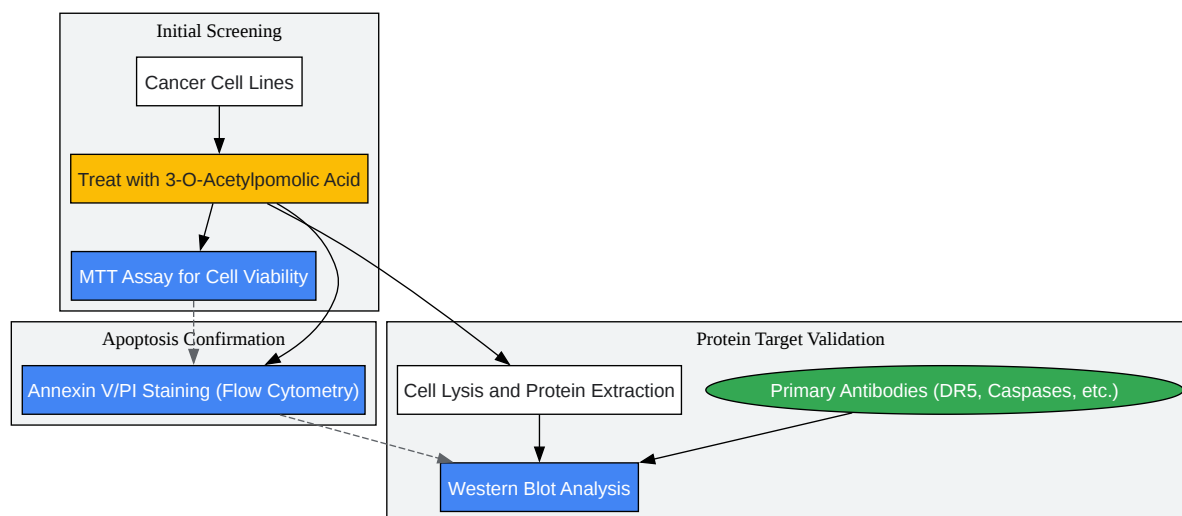 Initial Screening
Cancer Cell Lines
Treat with 3-O-Acetylpomolic Acid
MTT Assay for Cell Viability
Apoptosis Confirmation
Annexin V/PI Staining (Flow Cytometry)
Protein Target Validation
Cell Lysis and Protein Extraction
Primary Antibodies (DR5, Caspases, etc.)
Western Blot Analysis